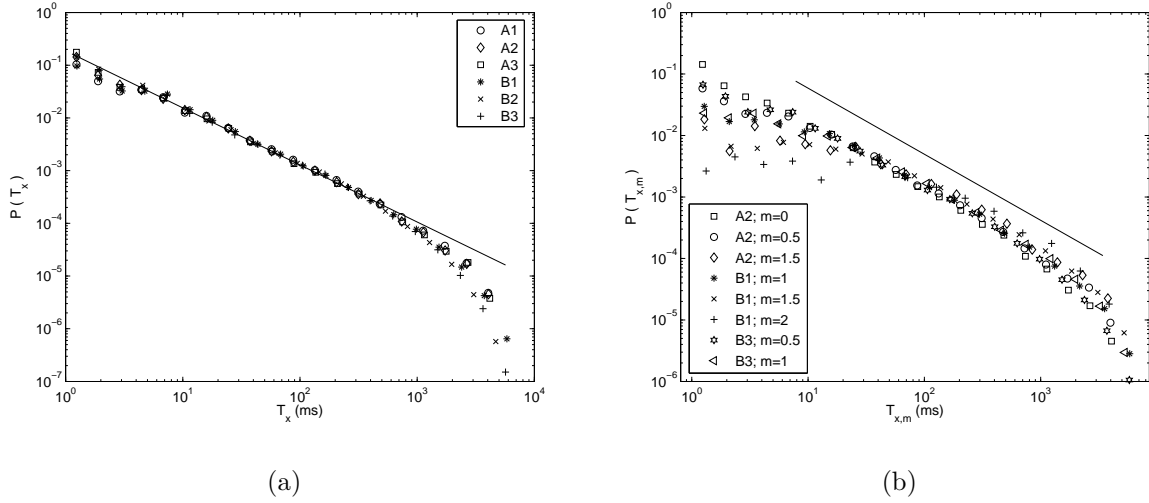 10^0
10^-1
10^-2
10^-3
10^-4
10^-5
10^-6
10^-7
P (T_x)
10^0 10^1 10^2 10^3 10^4
T_x (ms)
A1
A2
A3
B1
B2
B3
(a)
10^0
10^-1
10^-2
10^-3
10^-4
10^-5
10^-6
P (T_x,m)
10^0 10^1 10^2 10^3
T_x,m (ms)
A2; m=0
A2; m=0.5
A2; m=1.5
B1; m=1
B1; m=1.5
B1; m=2
B3; m=0.5
B3; m=1
(b)